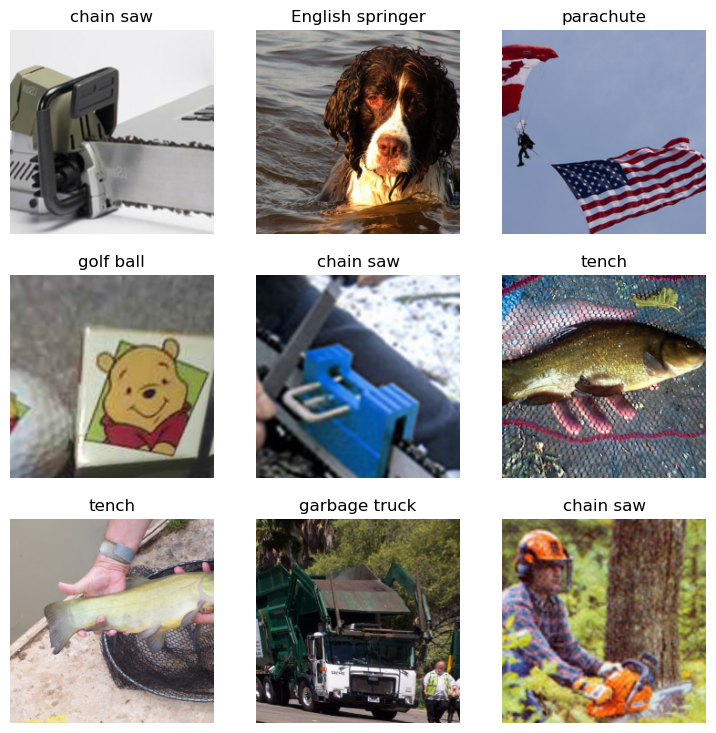 chain saw
English springer
parachute
golf ball
chain saw
tench
tench
garbage truck
chain saw